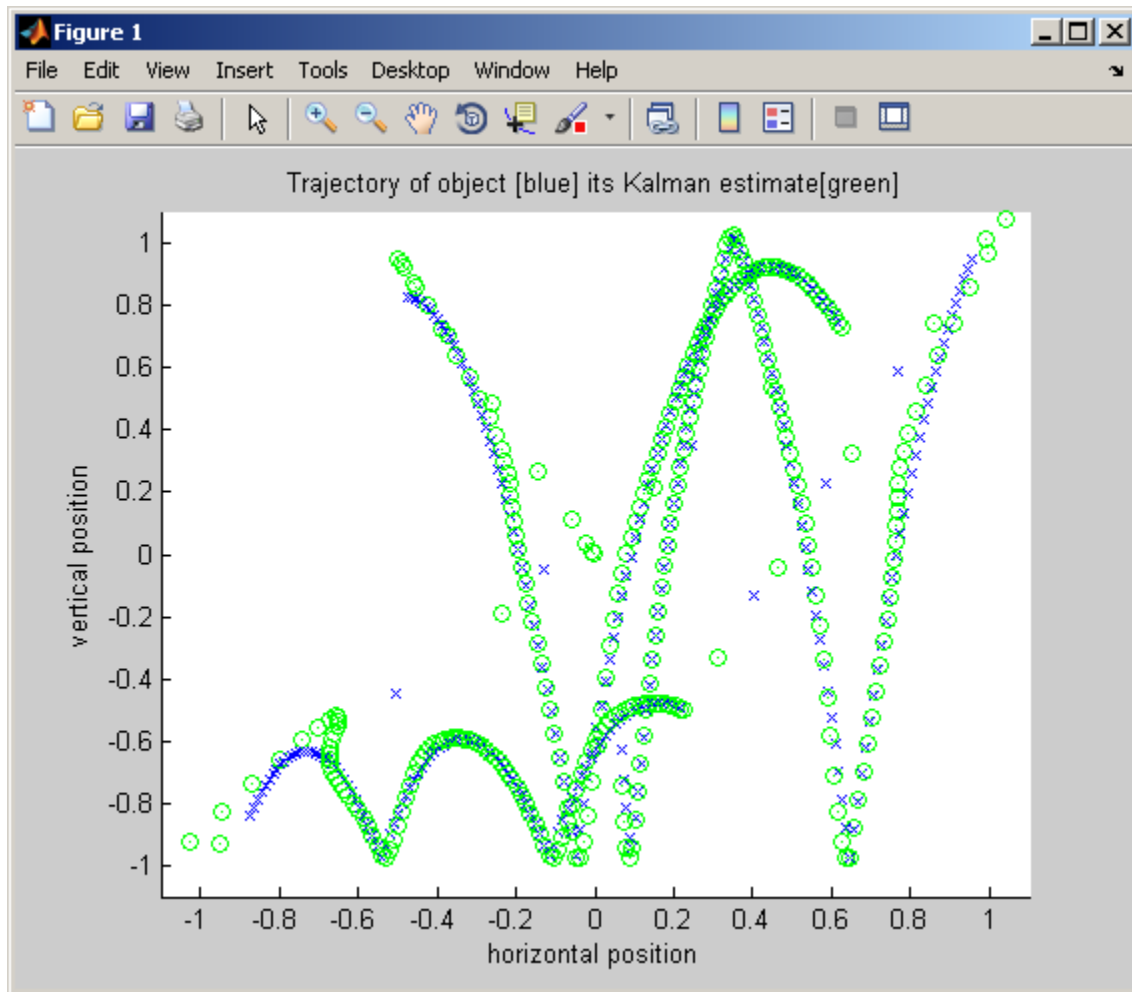 Figure 1
File Edit View Insert Tools Desktop Window Help
Trajectory of object [blue] its Kalman estimate[green]
1
0.8
0.6
0.4
0.2
0
-0.2
-0.4
-0.6
-0.8
-1
vertical position
-1 -0.8 -0.6 -0.4 -0.2 0 0.2 0.4 0.6 0.8 1
horizontal position